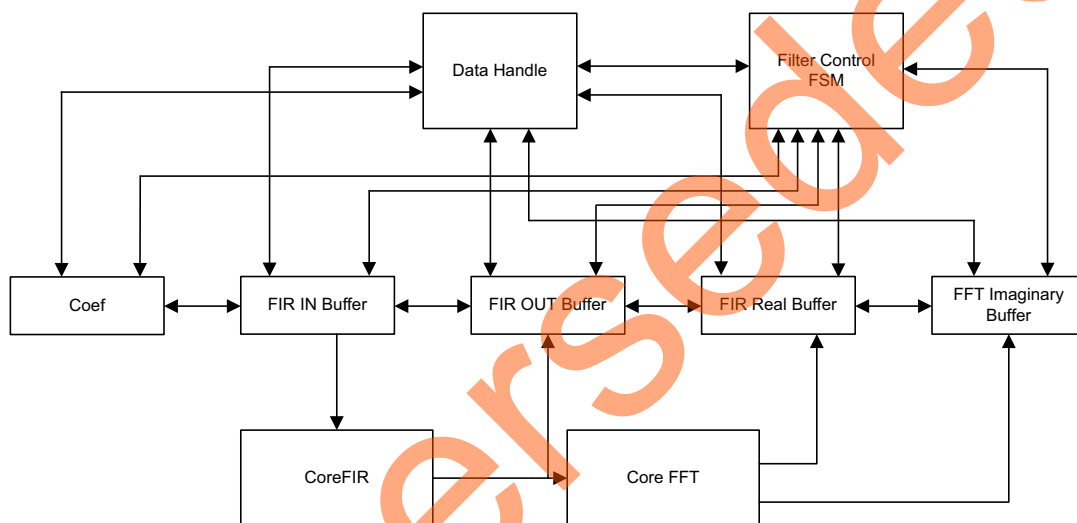 Data Handle
Filter Control
FSM
Coef
FIR IN Buffer
FIR OUT Buffer
FIR Real Buffer
FFT Imaginary
Buffer
CoreFIR
Core FFT